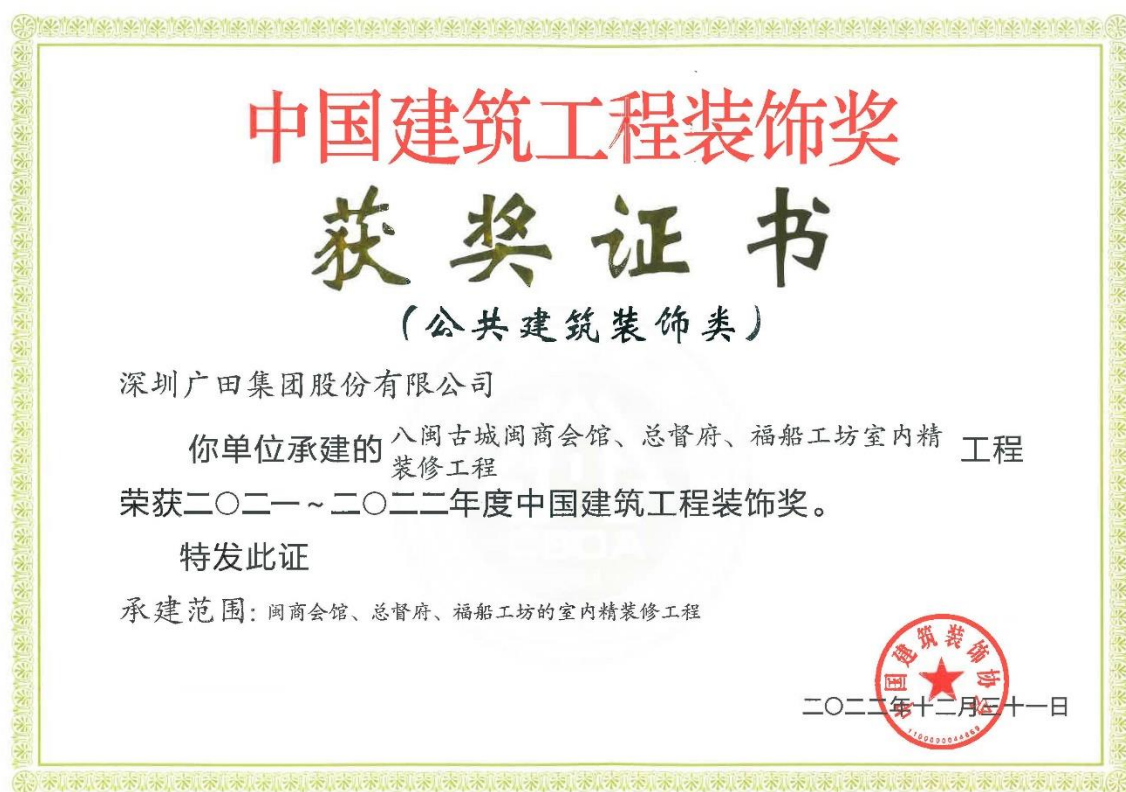 中国建筑工程装饰奖
获奖证书
(公共建筑装饰类)
深圳广田集团股份有限公司
你单位承建的 八闽古城闽商会馆、总督府、福船工坊室内精 工程
装修工程
荣获二〇二一~二〇二二年度中国建筑工程装饰奖。
特发此证
承建范围: 闽商会馆、总督府、福船工坊的室内精装修工程
中国建筑装饰协会
二〇二二年十二月三十一日